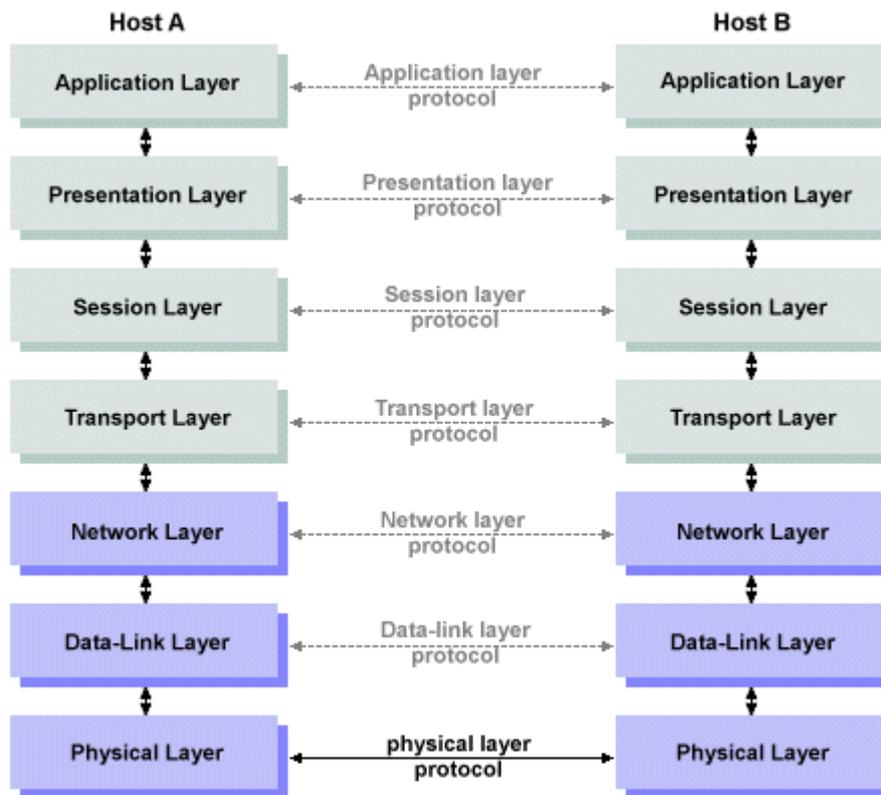 Host A
Host B
Application Layer
Application layer
protocol
Application Layer
Presentation Layer
Presentation layer
protocol
Presentation Layer
Session Layer
Session layer
protocol
Session Layer
Transport Layer
Transport layer
protocol
Transport Layer
Network Layer
Network layer
protocol
Network Layer
Data-Link Layer
Data-link layer
protocol
Data-Link Layer
Physical Layer
physical layer
protocol
Physical Layer